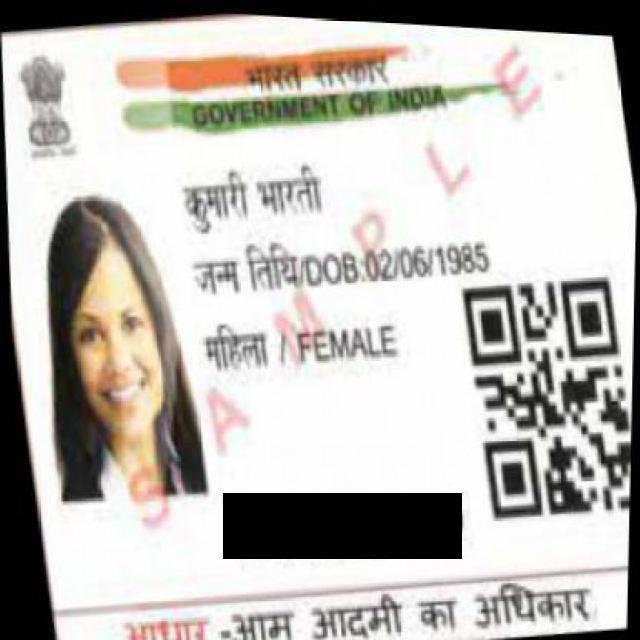 भारत सरकार
GOVERNMENT OF INDIA
कुमारी भारती
जन्म तिथि/DOB:02/06/1985
महिला / FEMALE
SAMPLE
आधार -आम आदमी का अधिकार